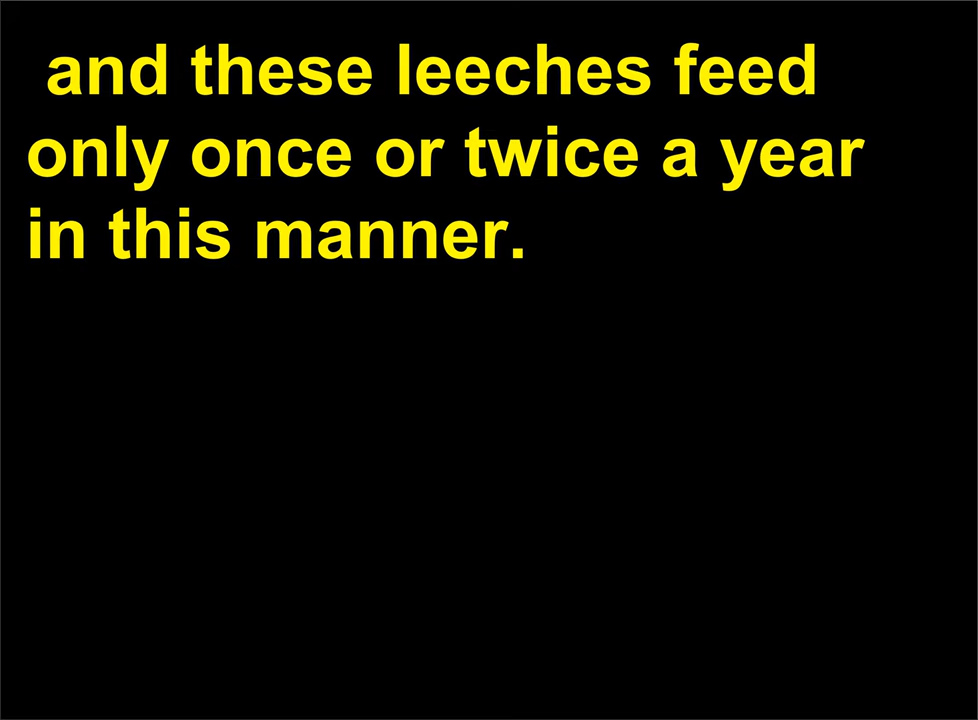 and these leeches feed
only once or twice a year
in this manner.